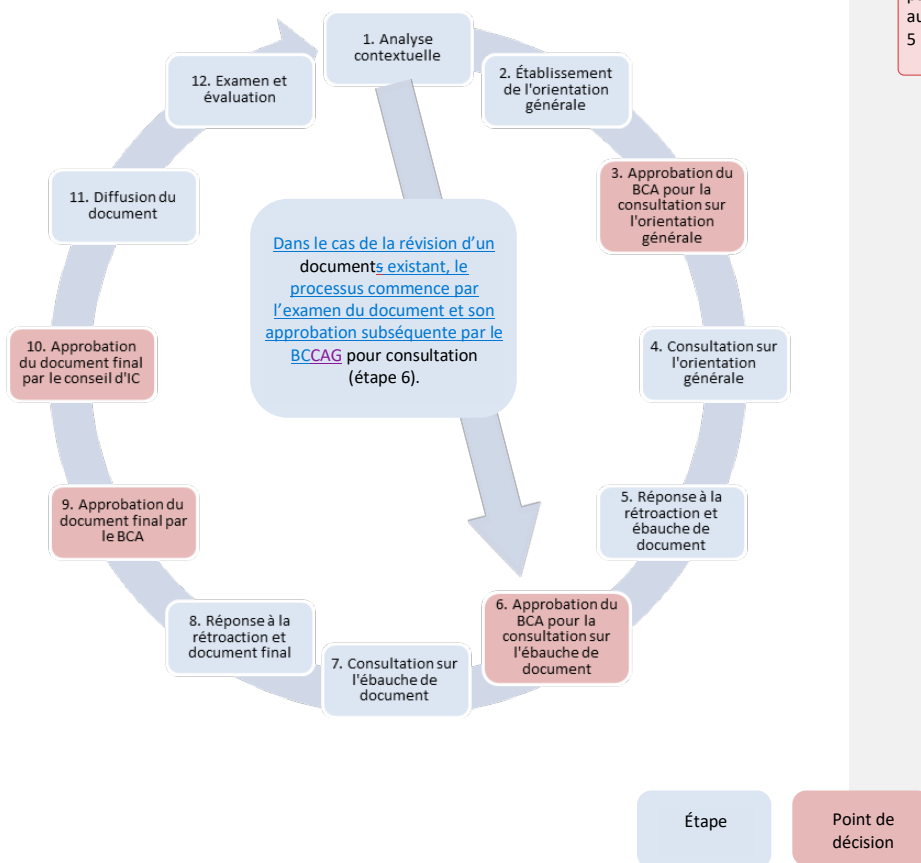 1. Analyse
contextuelle
2. Établissement
de l'orientation
générale
3. Approbation du
BCA pour la
consultation sur
l'orientation
générale
4. Consultation sur
l'orientation
générale
5. Réponse à la
rétroaction et
ébauche de
document
6. Approbation du
BCA pour la
consultation sur
l'ébauche de
document
7. Consultation sur
l'ébauche de
document
8. Réponse à la
rétroaction et
document final
9. Approbation du
document final par
le BCA
10. Approbation
du document final
par le conseil d'IC
11. Diffusion du
document
12. Examen et
évaluation
Dans le cas de la révision d’un
documents existant, le
processus commence par
l’examen du document et son
approbation subséquente par le
BCCAG pour consultation
(étape 6).
au
5
Étape
Point de
décision